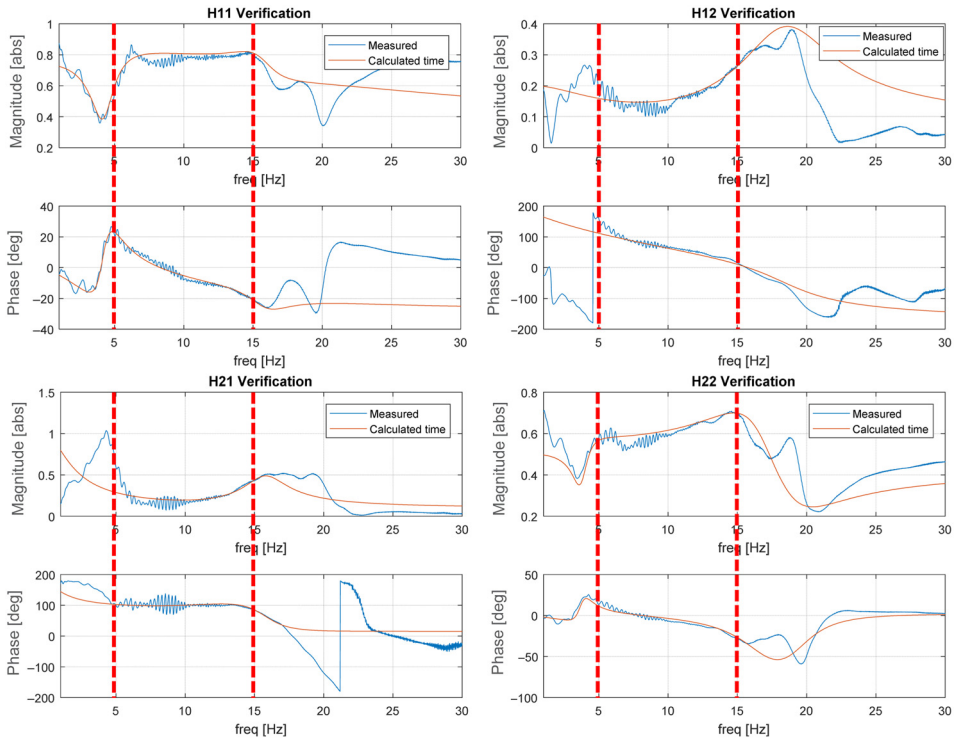 H11 Verification
1
0.8
0.6
0.4
0.2
Magnitude [abs]
Measured
Calculated time
5 10 15 20 25 30
freq [Hz]
40
20
0
−20
−40
Phase [deg]
5 10 15 20 25 30
freq [Hz]
H12 Verification
0.4
0.3
0.2
0.1
0
Magnitude [abs]
Measured
Calculated time
5 10 15 20 25 30
freq [Hz]
200
100
0
−100
−200
Phase [deg]
5 10 15 20 25 30
freq [Hz]
H21 Verification
1.5
1
0.5
0
Magnitude [abs]
Measured
Calculated time
5 10 15 20 25 30
freq [Hz]
200
100
0
−100
−200
Phase [deg]
5 10 15 20 25 30
freq [Hz]
H22 Verification
0.8
0.6
0.4
0.2
Magnitude [abs]
Measured
Calculated time
5 10 15 20 25 30
freq [Hz]
50
0
−50
−100
Phase [deg]
5 10 15 20 25 30
freq [Hz]